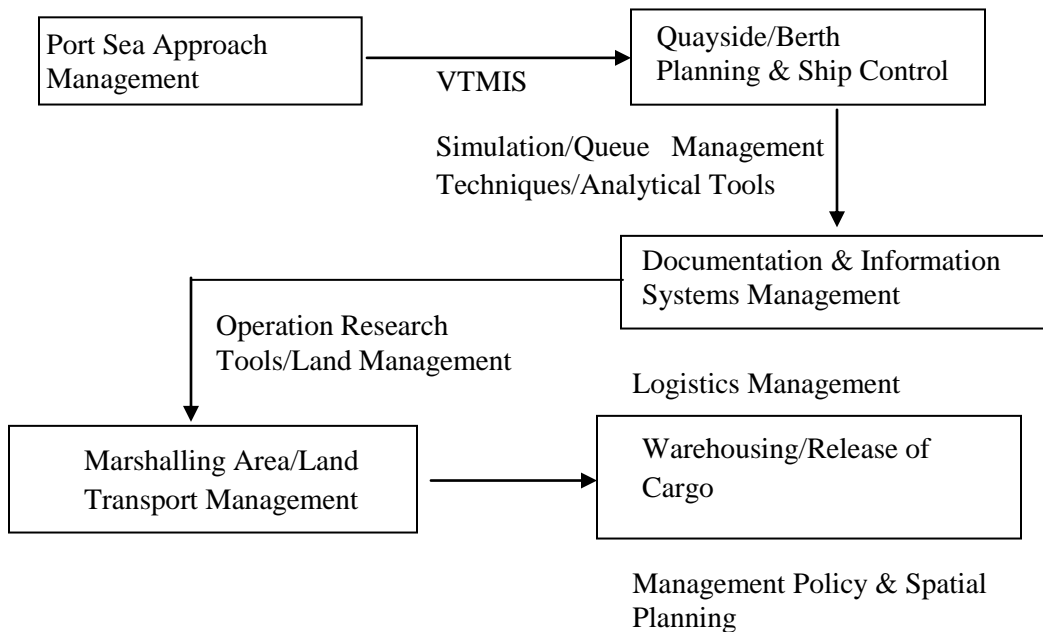 Port Sea Approach
Management
VTMIS
Quayside/Berth
Planning & Ship Control
Simulation/Queue Management
Techniques/Analytical Tools
Documentation & Information
Systems Management
Operation Research
Tools/Land Management
Logistics Management
Marshalling Area/Land
Transport Management
Warehousing/Release of
Cargo
Management Policy & Spatial
Planning